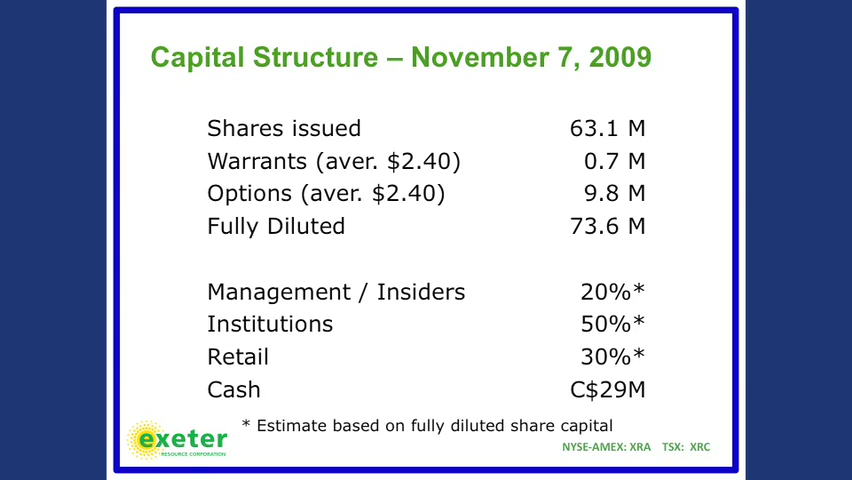 Capital Structure – November 7, 2009
Shares issued 63.1 M
Warrants (aver. $2.40) 0.7 M
Options (aver. $2.40) 9.8 M
Fully Diluted 73.6 M
Management / Insiders 20%*
Institutions 50%*
Retail 30%*
Cash C$29M
* Estimate based on fully diluted share capital
exeter
RESOURCE CORPORATION
NYSE-AMEX: XRA TSX: XRC